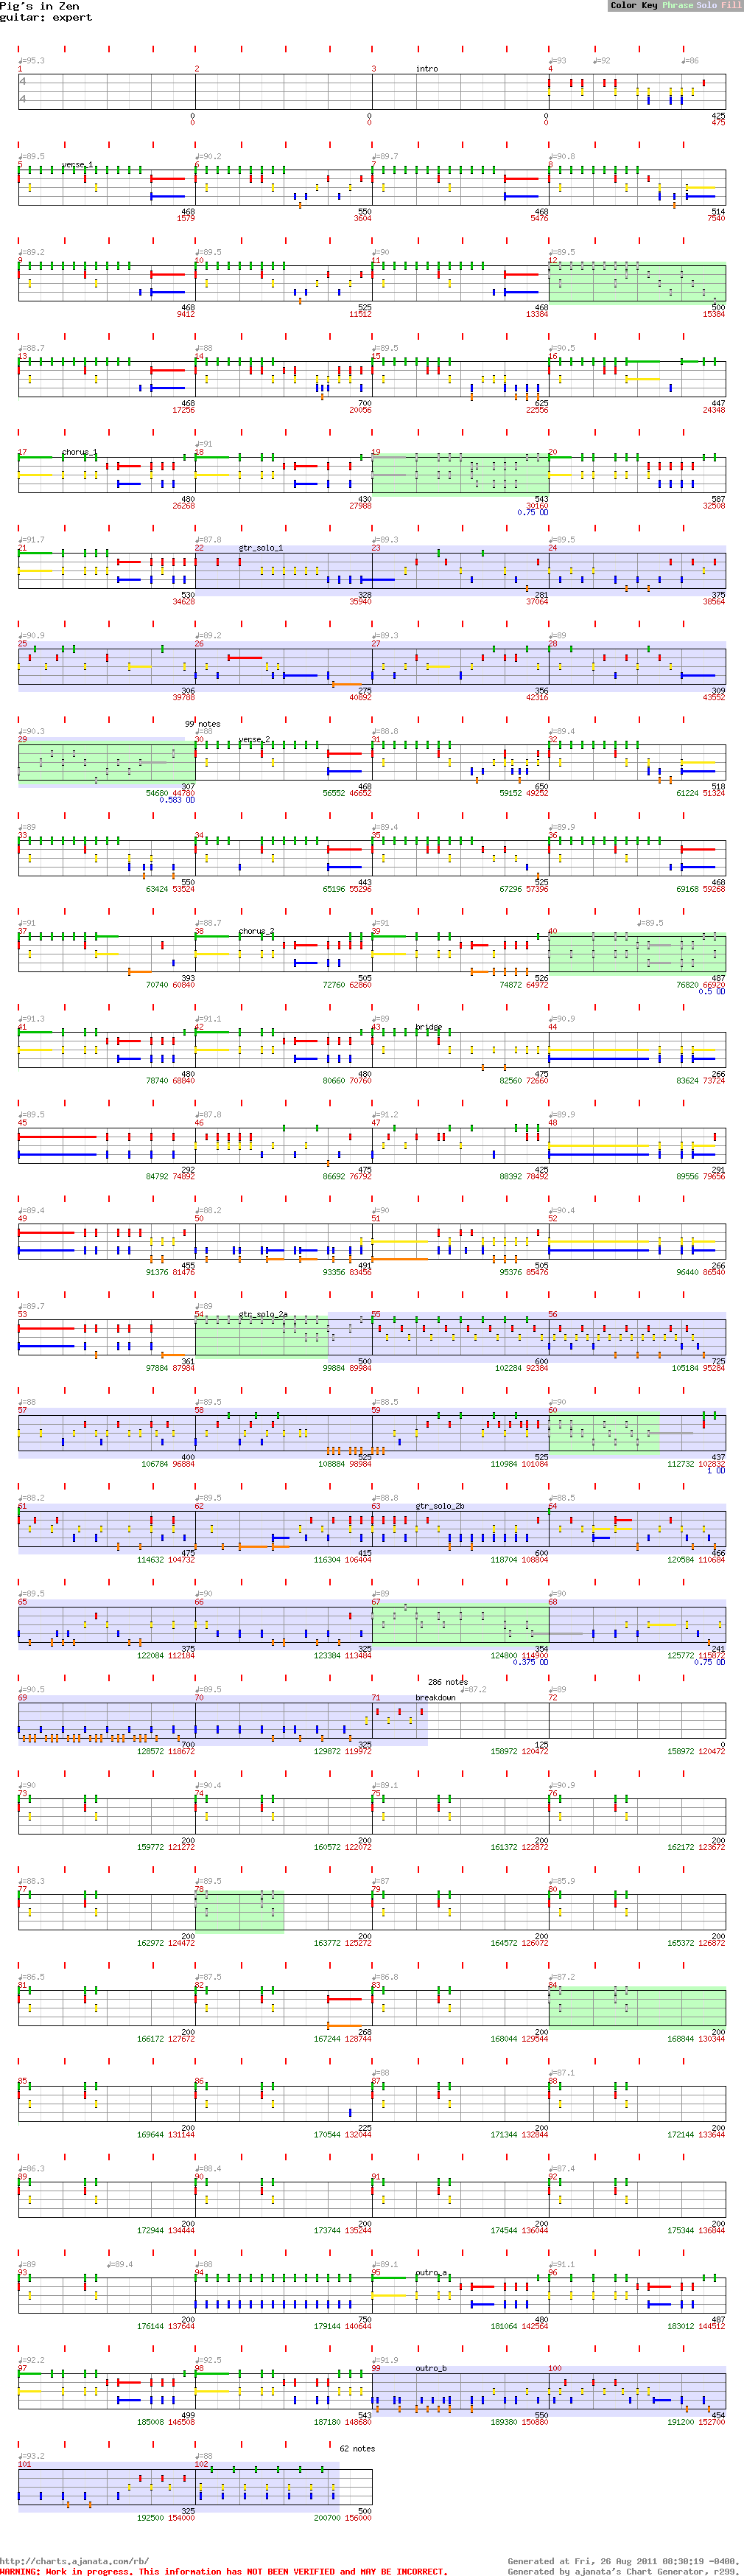 Pig's in Zen
guitar: expert
Color Key Phrase Solo Fill
♩=95.3 ♩=93 ♩=92 ♩=86
1 2 3 intro 4
4
4
0 0 0 425
0 0 0 475
♩=89.5 ♩=90.2 ♩=89.7 ♩=90.8
5 verse_1 6 7 8
468 550 468 514
1579 3604 5476 7540
♩=89.2 ♩=89.5 ♩=90 ♩=89.5
9 10 11 12
468 525 468 500
9412 11512 13384 15384
♩=88.7 ♩=88 ♩=89.5 ♩=90.5
13 14 15 16
468 700 625 447
17256 20056 22556 24348
♩=91
17 chorus_1 18 19 20
480 430 543 587
26268 27988 30160 32508
0.75 OD
♩=91.7 ♩=87.8 ♩=89.3 ♩=89.5
21 22 gtr_solo_1 23 24
530 328 281 375
34628 35940 37064 38564
♩=90.9 ♩=89.2 ♩=89.3 ♩=89
25 26 27 28
306 275 356 309
39788 40892 42316 43552
99 notes
♩=90.3 ♩=88 ♩=88.8 ♩=89.4
29 30 verse_2 31 32
307 468 650 518
54680 44780 56552 46652 59152 49252 61224 51324
0.583 OD
♩=89 ♩=89.4 ♩=89.9
33 34 35 36
550 443 525 468
63424 53524 65196 55296 67296 57396 69168 59268
♩=91 ♩=88.7 ♩=91 ♩=89.5
37 38 chorus_2 39 40
393 505 526 487
70740 60840 72760 62860 74872 64972 76820 66920
0.5 OD
♩=91.3 ♩=91.1 ♩=89 ♩=90.9
41 42 43 bridge 44
480 480 475 266
78740 68840 80660 70760 82560 72660 83624 73724
♩=89.5 ♩=87.8 ♩=91.2 ♩=89.9
45 46 47 48
292 475 425 291
84792 74892 86692 76792 88392 78492 89556 79656
♩=89.4 ♩=88.2 ♩=90 ♩=90.4
49 50 51 52
455 491 505 266
91376 81476 93356 83456 95376 85476 96440 86540
♩=89.7 ♩=89
53 54 gtr_solo_2a 55 56
361 500 600 725
97884 87984 99884 89984 102284 92384 105184 95284
♩=88 ♩=89.5 ♩=88.5 ♩=90
57 58 59 60
400 525 525 437
106784 96884 108884 98984 110984 101084 112732 102832
1 OD
♩=88.2 ♩=89.5 ♩=88.8 ♩=88.5
61 62 63 gtr_solo_2b 64
475 415 600 466
114632 104732 116304 106404 118704 108804 120584 110684
♩=89.5 ♩=90 ♩=89 ♩=90
65 66 67 68
375 325 354 241
122084 112184 123384 113484 124800 114900 125772 115872
0.375 OD 0.75 OD
286 notes
♩=90.5 ♩=89.5 ♩=87.2 ♩=89
69 70 71 breakdown 72
700 325 125 0
128572 118672 129872 119972 158972 120472 158972 120472
♩=90 ♩=90.4 ♩=89.1 ♩=90.9
73 74 75 76
200 200 200 200
159772 121272 160572 122072 161372 122872 162172 123672
♩=88.3 ♩=89.5 ♩=87 ♩=85.9
77 78 79 80
200 200 200 200
162972 124472 163772 125272 164572 126072 165372 126872
♩=86.5 ♩=87.5 ♩=86.8 ♩=87.2
81 82 83 84
200 268 200 200
166172 127672 167244 128744 168044 129544 168844 130344
♩=88 ♩=87.1
85 86 87 88
200 225 200 200
169644 131144 170544 132044 171344 132844 172144 133644
♩=86.3 ♩=88.4 ♩=87.4
89 90 91 92
200 200 200 200
172944 134444 173744 135244 174544 136044 175344 136844
♩=89 ♩=89.4 ♩=88 ♩=89.1 ♩=91.1
93 94 95 outro_a 96
200 750 480 487
176144 137644 179144 140644 181064 142564 183012 144512
♩=92.2 ♩=92.5 ♩=91.9
97 98 99 outro_b 100
499 543 550 454
185008 146508 187180 148680 189380 150880 191200 152700
62 notes
♩=93.2 ♩=88
101 102
325 500
192500 154000 200700 156000
http://charts.ajanata.com/rb/ Generated at Fri, 26 Aug 2011 08:30:19 -0400.
WARNING: Work in progress. This information has NOT BEEN VERIFIED and MAY BE INCORRECT. Generated by ajanata's Chart Generator, r299.